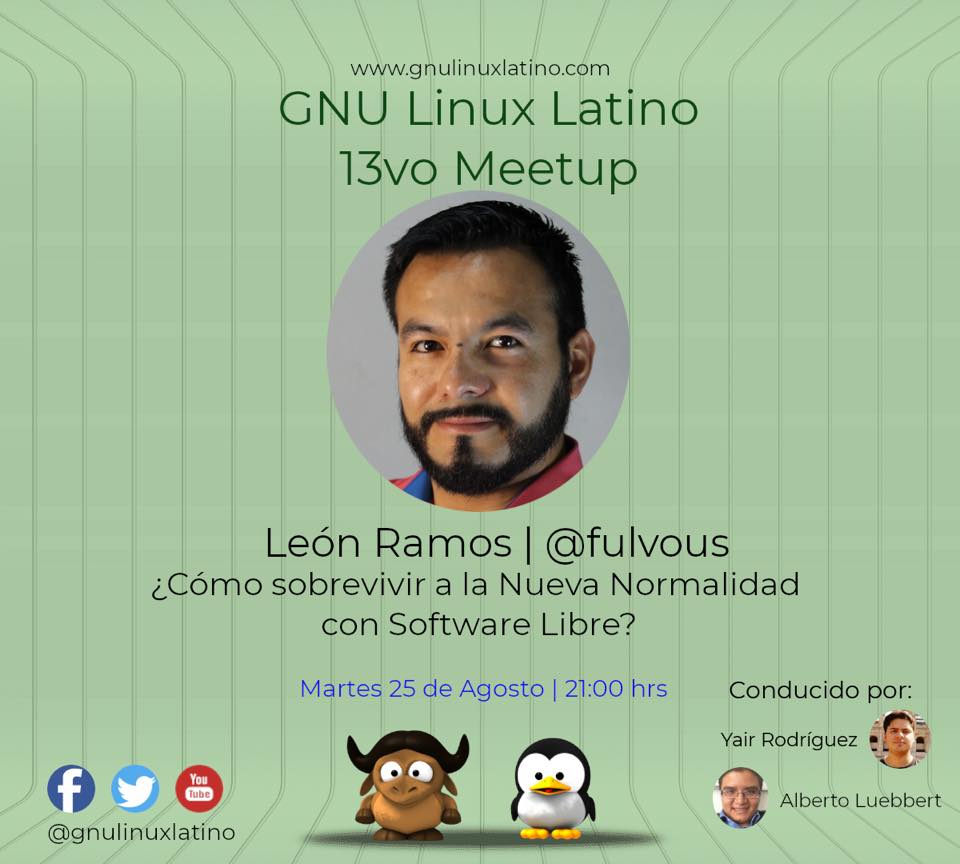 www.gnulinuxlatino.com
GNU Linux Latino
13vo Meetup
León Ramos | @fulvous
¿Cómo sobrevivir a la Nueva Normalidad
con Software Libre?
Martes 25 de Agosto | 21:00 hrs
Conducido por:
Yair Rodríguez
Alberto Luebbert
You
Tube
@gnulinuxlatino